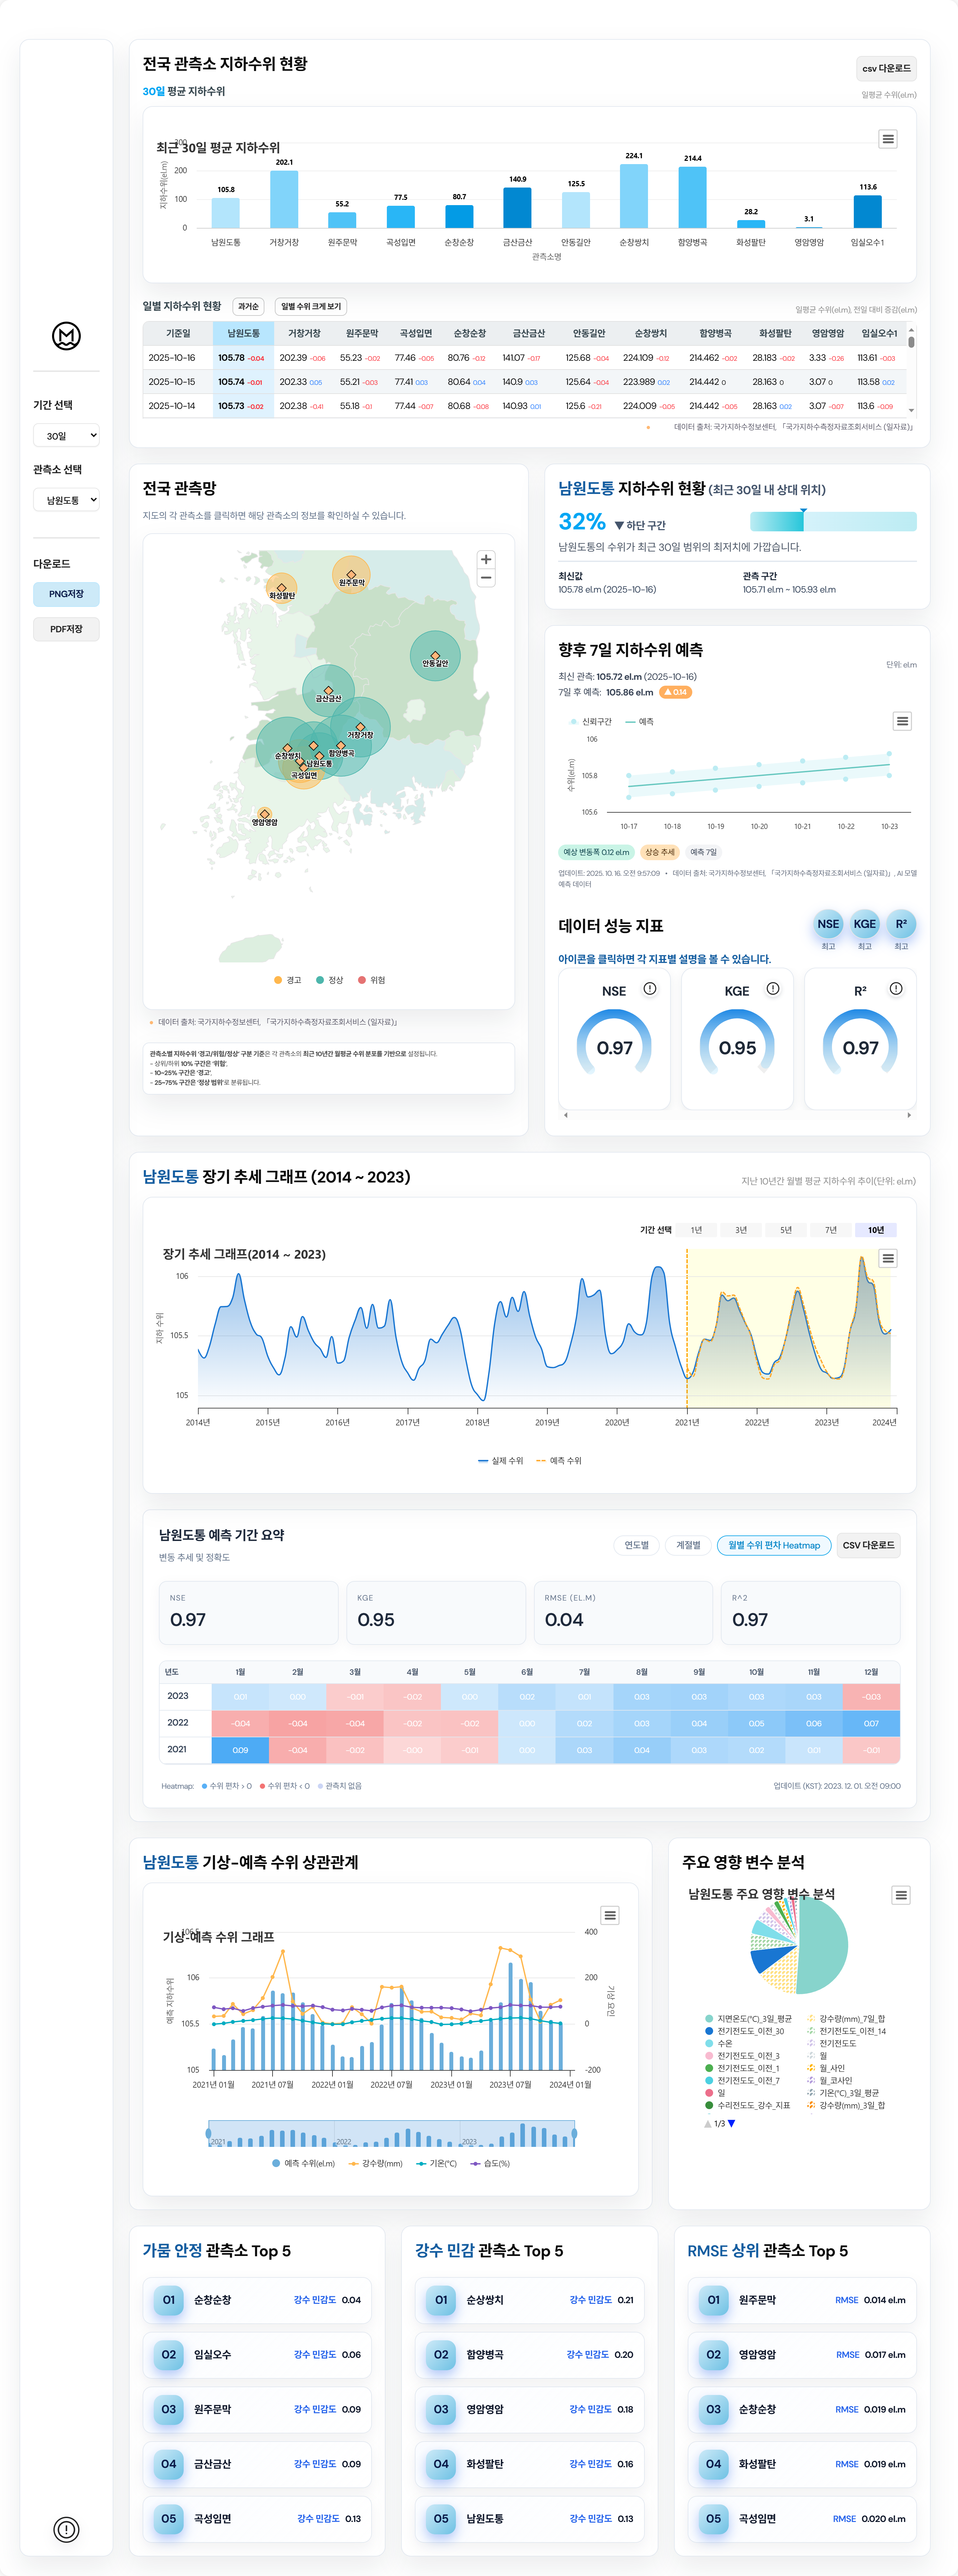 기간 선택
30일
관측소 선택
남원도통
다운로드
PNG저장
PDF저장
전국 관측소 지하수위 현황
csv 다운로드
30일 평균 지하수위
일평균 수위(el.m)
최근 30일 평균 지하수위
지하수위(el.m)
300
200
100
0
105.8 202.1 55.2 77.5 80.7 140.9 125.5 224.1 214.4 28.2 3.1 113.6
남원도통 거창거창 원주문막 곡성입면 순창순창 금산금산 안동길안 순창쌍치 함양병곡 화성팔탄 영암영암 임실오수1
관측소명
일별 지하수위 현황 과거순 일별 수위 크게 보기
일평균 수위(el.m), 전일 대비 증감(el.m)
기준일 남원도통 거창거창 원주문막 곡성입면 순창순창 금산금산 안동길안 순창쌍치 함양병곡 화성팔탄 영암영암 임실오수1
2025-10-16 105.78 -0.04 202.39 -0.06 55.23 -0.02 77.46 -0.05 80.76 -0.12 141.07 -0.17 125.68 -0.04 224.109 -0.12 214.462 -0.02 28.183 -0.02 3.33 -0.26 113.61 -0.03
2025-10-15 105.74 -0.01 202.33 0.05 55.21 -0.03 77.41 0.03 80.64 0.04 140.9 0.03 125.64 -0.04 223.989 0.02 214.442 0 28.163 0 3.07 0 113.58 0.02
2025-10-14 105.73 -0.02 202.38 -0.41 55.18 -0.1 77.44 -0.07 80.68 -0.08 140.93 0.01 125.6 -0.21 224.009 -0.05 214.442 -0.05 28.163 0.02 3.07 -0.07 113.6 -0.09
데이터 출처: 국가지하수정보센터, 「국가지하수측정자료조회서비스 (일자료)」
전국 관측망
지도의 각 관측소를 클릭하면 해당 관측소의 정보를 확인하실 수 있습니다.
+
−
화성팔탄
원주문막
안동길안
금산금산
거창거창
순창쌍치
함양병곡
남원도통
곡성입면
영암영암
경고 정상 위험
데이터 출처: 국가지하수정보센터, 「국가지하수측정자료조회서비스 (일자료)」
관측소별 지하수위 '경고/위험/정상' 구분 기준은 각 관측소의 최근 10년간 월평균 수위 분포를 기반으로 설정됩니다.
- 상위/하위 10% 구간은 '위험',
- 10~25% 구간은 '경고',
- 25~75% 구간은 '정상 범위'로 분류됩니다.
남원도통 지하수위 현황 (최근 30일 내 상대 위치)
32% ▼ 하단 구간
남원도통의 수위가 최근 30일 범위의 최저치에 가깝습니다.
최신값
105.78 el.m (2025-10-16)
관측 구간
105.71 el.m ~ 105.93 el.m
향후 7일 지하수위 예측
단위: el.m
최신 관측: 105.72 el.m (2025-10-16)
7일 후 예측: 105.86 el.m ▲ 0.14
신뢰구간 예측
수위(el.m)
106
105.8
105.6
10-17 10-18 10-19 10-20 10-21 10-22 10-23
예상 변동폭 0.12 el.m 상승 추세 예측 7일
업데이트: 2025. 10. 16. 오전 9:57:09 • 데이터 출처: 국가지하수정보센터, 「국가지하수측정자료조회서비스 (일자료)」, AI 모델
예측 데이터
데이터 성능 지표
NSE KGE R²
최고 최고 최고
아이콘을 클릭하면 각 지표별 설명을 볼 수 있습니다.
NSE KGE R²
0.97 0.95 0.97
남원도통 장기 추세 그래프 (2014 ~ 2023)
지난 10년간 월별 평균 지하수위 추이(단위: el.m)
기간 선택 1년 3년 5년 7년 10년
장기 추세 그래프(2014 ~ 2023)
지하 수위
106
105.5
105
2014년 2015년 2016년 2017년 2018년 2019년 2020년 2021년 2022년 2023년 2024년
실제 수위 예측 수위
남원도통 예측 기간 요약
변동 추세 및 정확도
연도별 계절별 월별 수위 편차 Heatmap CSV 다운로드
NSE KGE RMSE (EL.M) R^2
0.97 0.95 0.04 0.97
년도 1월 2월 3월 4월 5월 6월 7월 8월 9월 10월 11월 12월
2023 0.01 0.00 -0.01 -0.02 0.00 0.02 0.01 0.03 0.03 0.03 0.03 -0.03
2022 -0.04 -0.04 -0.04 -0.02 -0.02 0.00 0.02 0.03 0.04 0.05 0.06 0.07
2021 0.09 -0.04 -0.02 -0.00 -0.01 0.00 0.03 0.04 0.03 0.02 0.01 -0.01
Heatmap: 수위 편차 > 0 수위 편차 < 0 관측치 없음
업데이트 (KST): 2023. 12. 01. 오전 09:00
남원도통 기상-예측 수위 상관관계
기상-예측 수위 그래프
예측 지하수위
106.5
106
105.5
105
400
200
0
-200
기상 요인
2021년 01월 2021년 07월 2022년 01월 2022년 07월 2023년 01월 2023년 07월 2024년 01월
2021 2022 2023
예측 수위(el.m) 강수량(mm) 기온(°C) 습도(%)
주요 영향 변수 분석
남원도통 주요 영향 변수 분석
지면온도(°C)_3일_평균 강수량(mm)_7일_합
전기전도도_이전_30 전기전도도_이전_14
수온 전기전도도
전기전도도_이전_3 월
전기전도도_이전_1 월_사인
전기전도도_이전_7 월_코사인
일 기온(°C)_3일_평균
수리전도도_강수_지표 강수량(mm)_3일_합
▲ 1/3 ▼
가뭄 안정 관측소 Top 5
01 순창순창 강수 민감도 0.04
02 임실오수 강수 민감도 0.06
03 원주문막 강수 민감도 0.09
04 금산금산 강수 민감도 0.09
05 곡성입면 강수 민감도 0.13
강수 민감 관측소 Top 5
01 순상쌍치 강수 민감도 0.21
02 함양병곡 강수 민감도 0.20
03 영암영암 강수 민감도 0.18
04 화성팔탄 강수 민감도 0.16
05 남원도통 강수 민감도 0.13
RMSE 상위 관측소 Top 5
01 원주문막 RMSE 0.014 el.m
02 영암영암 RMSE 0.017 el.m
03 순창순창 RMSE 0.019 el.m
04 화성팔탄 RMSE 0.019 el.m
05 곡성임면 RMSE 0.020 el.m